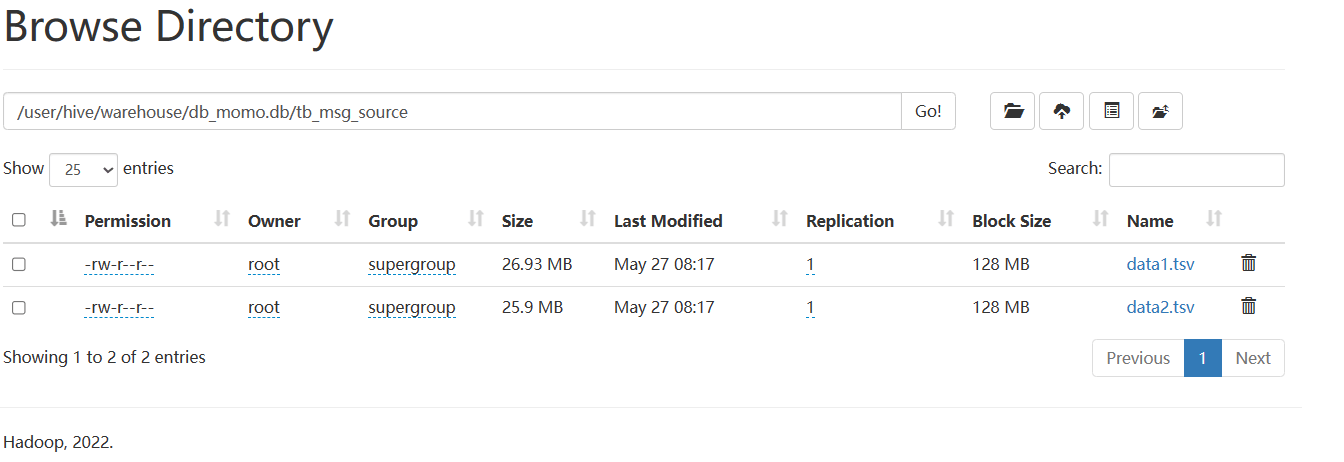 Browse Directory
/user/hive/warehouse/db_momo.db/tb_msg_source Go!
Show 25 entries Search:
Permission Owner Group Size Last Modified Replication Block Size Name
-rw-r--r-- root supergroup 26.93 MB May 27 08:17 1 128 MB data1.tsv
-rw-r--r-- root supergroup 25.9 MB May 27 08:17 1 128 MB data2.tsv
Showing 1 to 2 of 2 entries Previous 1 Next
Hadoop, 2022.